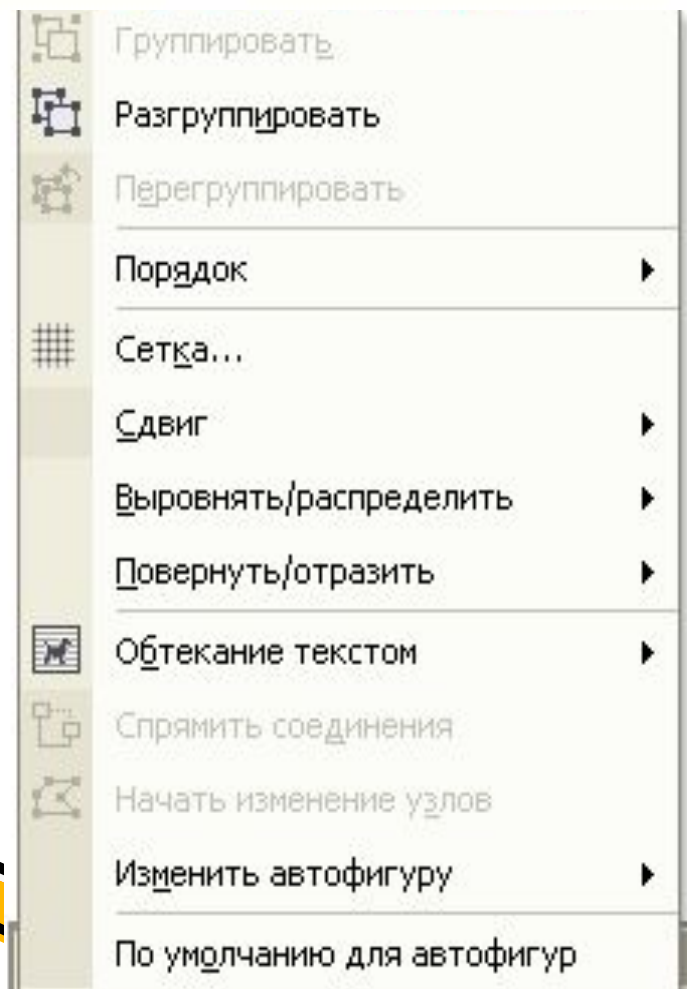 Группировать
Разгруппировать
Перегруппировать
Порядок
Сетка...
Сдвиг
Выровнять/распределить
Повернуть/отразить
Обтекание текстом
Спрямить соединения
Начать изменение узлов
Изменить автофигуру
По умолчанию для автофигур